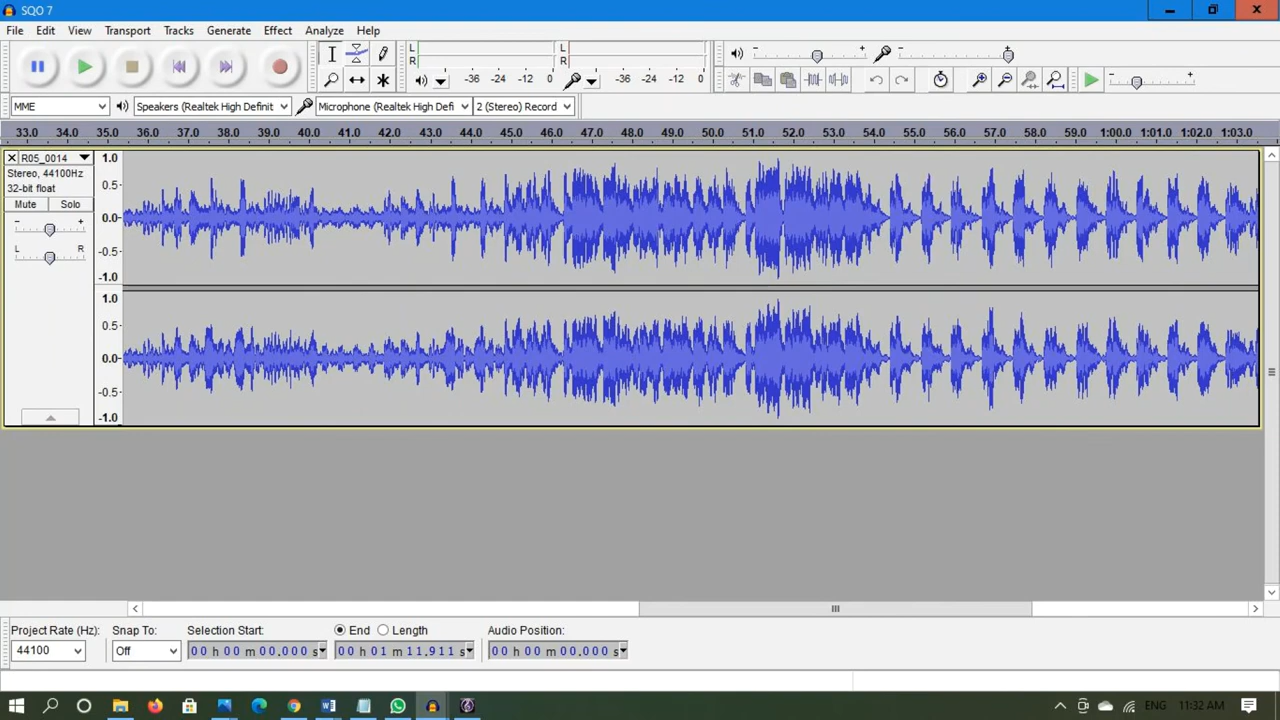 SQO 7
File Edit View Transport Tracks Generate Effect Analyze Help
L L
R R
-36 -24 -12 0 -36 -24 -12 0
MME Speakers (Realtek High Definit Microphone (Realtek High Defi 2 (Stereo) Record
33.0 34.0 35.0 36.0 37.0 38.0 39.0 40.0 41.0 42.0 43.0 44.0 45.0 46.0 47.0 48.0 49.0 50.0 51.0 52.0 53.0 54.0 55.0 56.0 57.0 58.0 59.0 1:00.0 1:01.0 1:02.0 1:03.0
R05_0014 1.0
Stereo, 44100Hz
32-bit float 0.5
Mute Solo
0.0
L R -0.5
-1.0
1.0
0.5
0.0
-0.5
-1.0
Project Rate (Hz): Snap To: Selection Start: End Length Audio Position:
44100 Off 00 h 00 m 00.000 s 00 h 01 m 11.911 s 00 h 00 m 00.000 s
ENG 11:32 AM